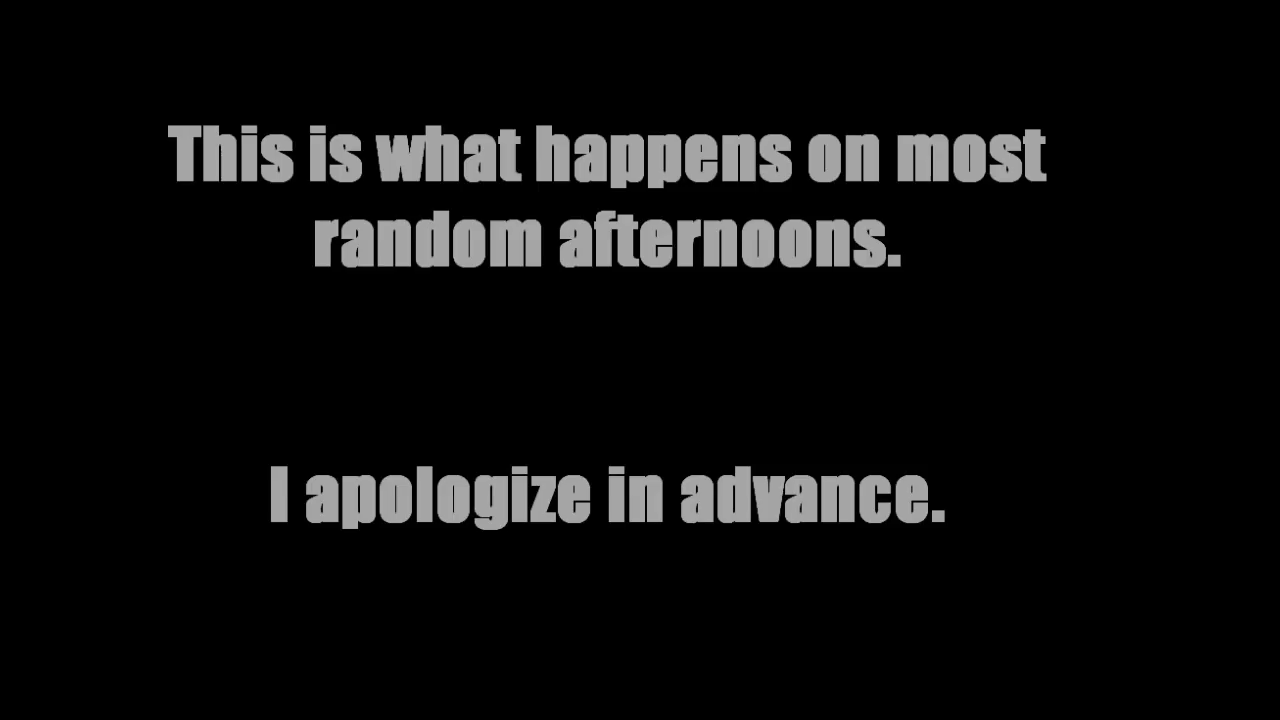 This is what happens on most
random afternoons.
I apologize in advance.